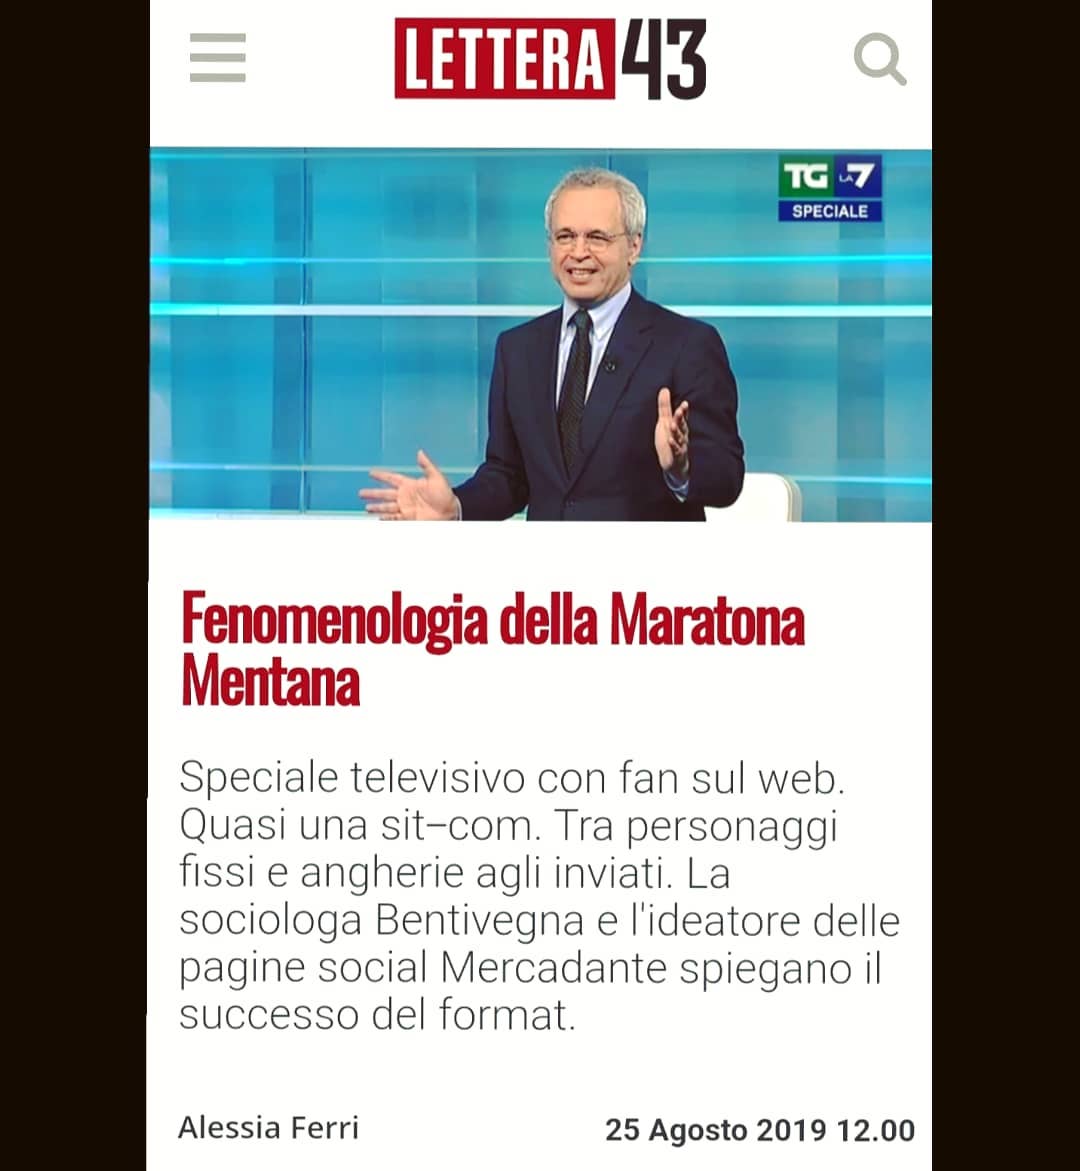 LETTERA43
TG LA7
SPECIALE
Fenomenologia della Maratona
Mentana
Speciale televisivo con fan sul web.
Quasi una sit-com. Tra personaggi
fissi e angherie agli inviati. La
sociologa Bentivegna e l'ideatore delle
pagine social Mercadante spiegano il
successo del format.
Alessia Ferri
25 Agosto 2019 12.00